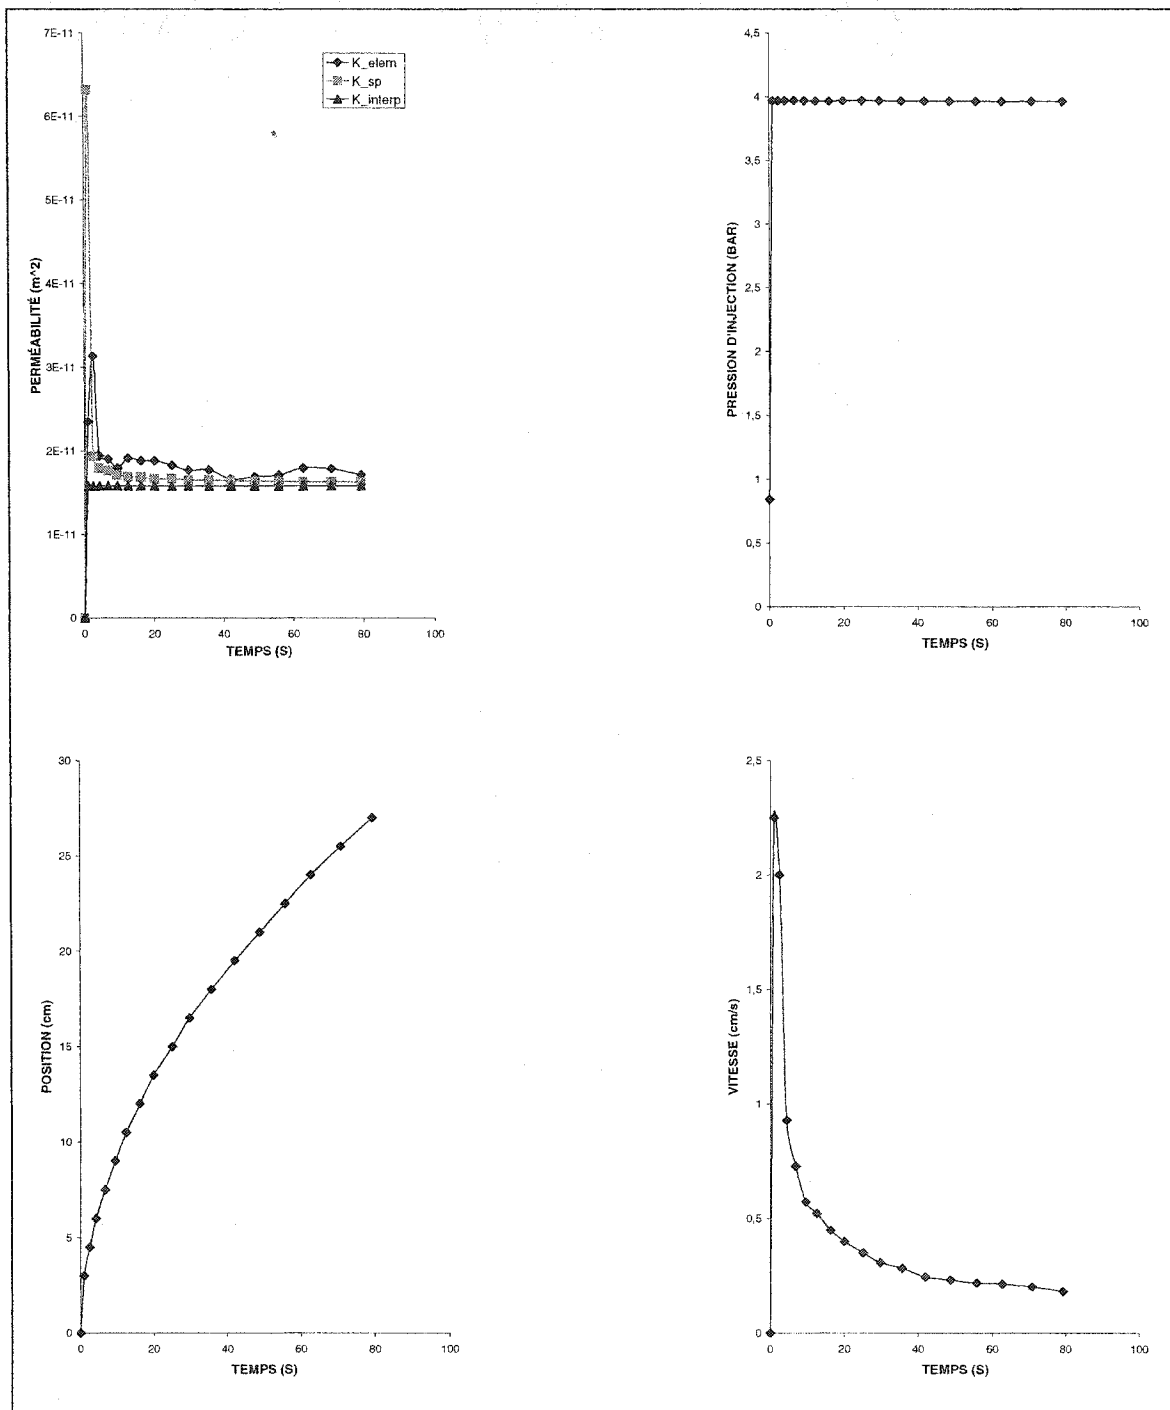 7E-11
6E-11
5E-11
4E-11
3E-11
2E-11
1E-11
0
PERMÉABILITÉ (m^2)
K_elem
K_sp
K_interp
0 20 40 60 80 100
TEMPS (S)
4,5
4
3,5
3
2,5
2
1,5
1
0,5
0
PRESSION D'INJECTION (BAR)
0 20 40 60 80 100
TEMPS (S)
30
25
20
15
10
5
0
POSITION (cm)
0 20 40 60 80 100
TEMPS (S)
2,5
2
1,5
1
0,5
0
VITESSE (cm/s)
0 20 40 60 80 100
TEMPS (S)